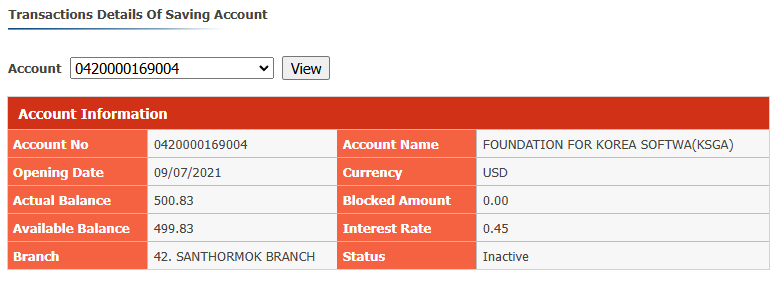 Transactions Details Of Saving Account
Account 0420000169004 View
Account Information
Account No 0420000169004 Account Name FOUNDATION FOR KOREA SOFTWA(KSGA)
Opening Date 09/07/2021 Currency USD
Actual Balance 500.83 Blocked Amount 0.00
Available Balance 499.83 Interest Rate 0.45
Branch 42. SANTHORMOK BRANCH Status Inactive